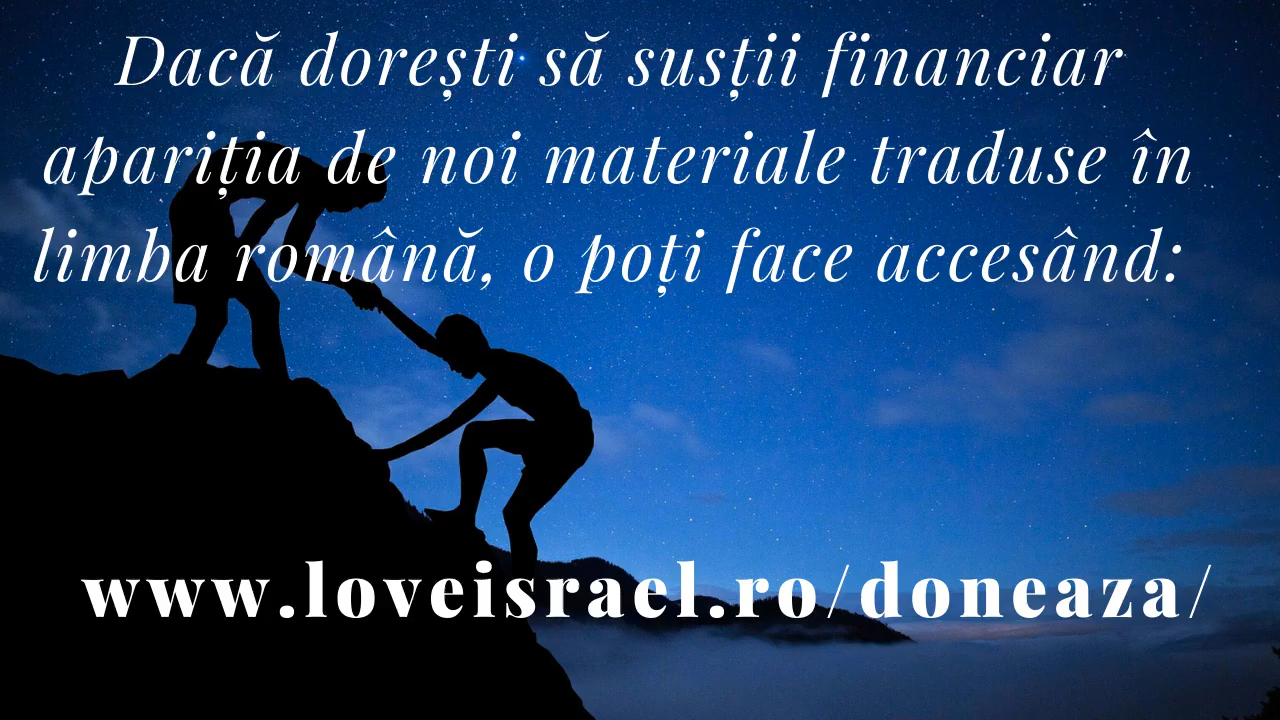 Dacă dorești să susții financiar
apariția de noi materiale traduse în
limba română, o poți face accesând:
www.loveisrael.ro/doneaza/